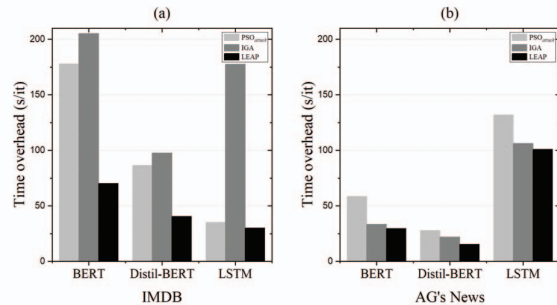 (a)
PSO
IGA
LEAP
Time overhead (s/it)
200
150
100
50
0
BERT Distil-BERT LSTM
IMDB
(b)
PSO
IGA
LEAP
Time overhead (s/it)
200
150
100
50
0
BERT Distil-BERT LSTM
AG's News